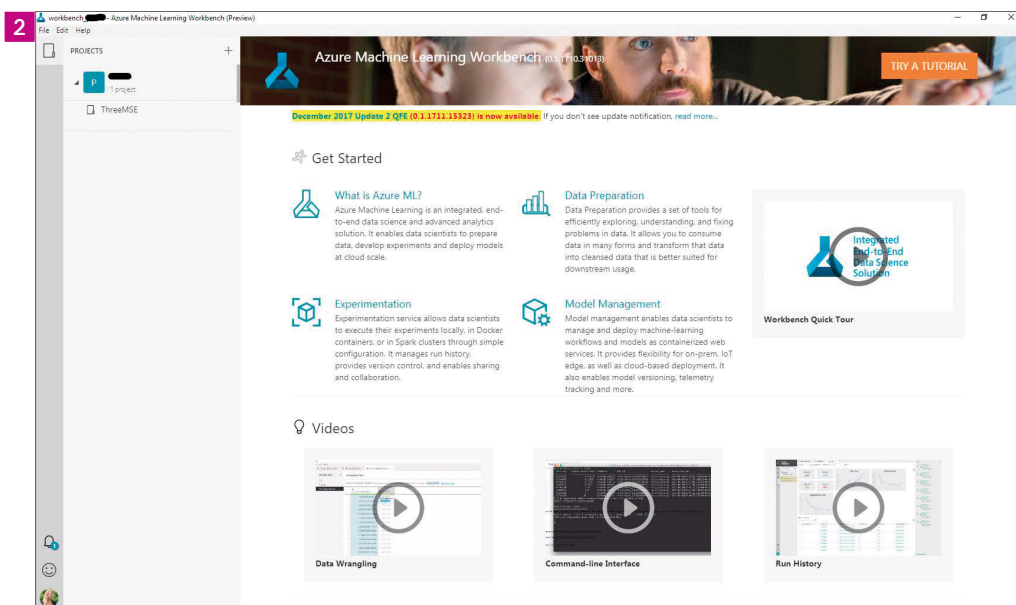 2
workbench_ - Azure Machine Learning Workbench (Preview)
File Edit Help
PROJECTS +
P
1 project
ThreeMSE
Azure Machine Learning Workbench (0.1.1710.31013)
TRY A TUTORIAL
December 2017 Update 2 QFE (0.1.1711.15323) is now available. If you don't see update notification, read more...
Get Started
What is Azure ML?
Azure Machine Learning is an integrated, end-
to-end data science and advanced analytics
solution. It enables data scientists to prepare
data, develop experiments and deploy models
at cloud scale.
Data Preparation
Data Preparation provides a set of tools for
efficiently exploring, understanding, and fixing
problems in data. It allows you to consume
data in many forms and transform that data
into cleansed data that is better suited for
downstream usage.
Integrated
End-to-End
Data Science
Solution
Workbench Quick Tour
Experimentation
Experimentation service allows data scientists
to execute their experiments locally, in Docker
containers, or in Spark clusters through simple
configuration. It manages run history,
provides version control, and enables sharing
and collaboration.
Model Management
Model management enables data scientists to
manage and deploy machine-learning
workflows and models as containerized web
services. It provides flexibility for on-prem, IoT
edge, as well as cloud-based deployment. It
also enables model versioning, telemetry
tracking and more.
Videos
Data Wrangling
Command-line Interface
Run History